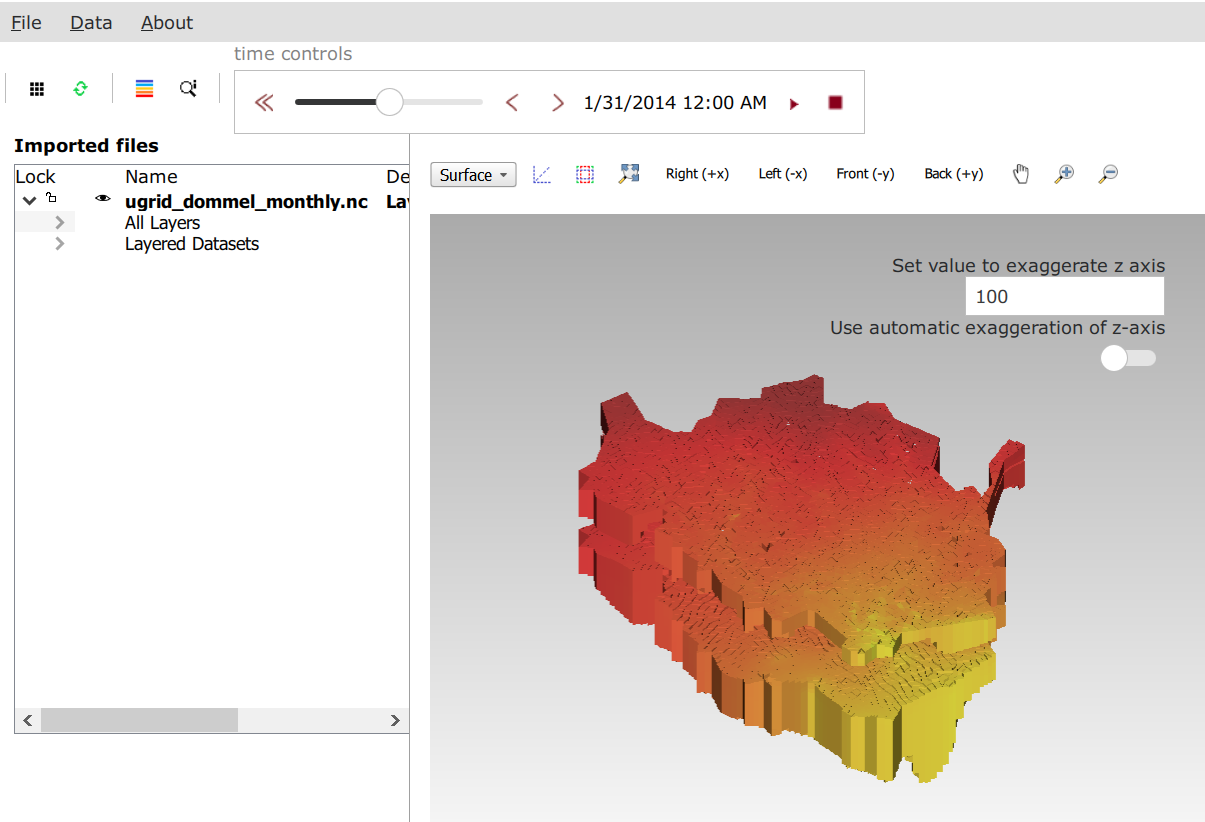 File Data About
time controls
1/31/2014 12:00 AM
Imported files
Lock Name De
ugrid_dommel_monthly.nc Lay
All Layers
Layered Datasets
Surface Right (+x) Left (-x) Front (-y) Back (+y)
Set value to exaggerate z axis
100
Use automatic exaggeration of z-axis